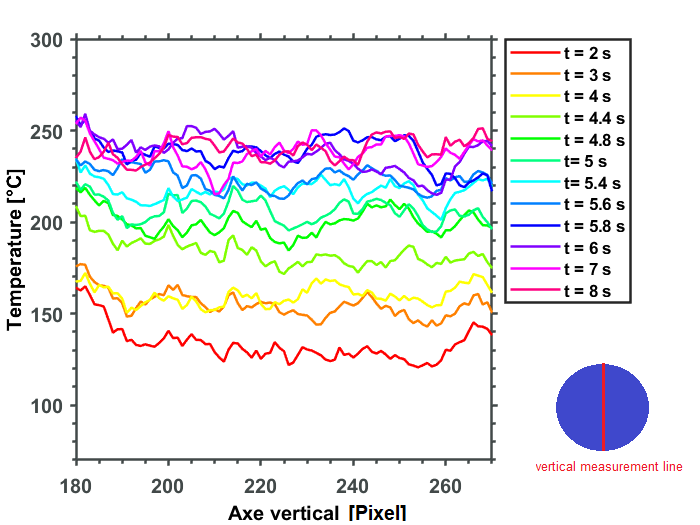 300
250
200
150
100
180
200
220
240
260
Temperature [°C]
Axe vertical [Pixel]
t = 2 s
t = 3 s
t = 4 s
t = 4.4 s
t = 4.8 s
t= 5 s
t= 5.4 s
t = 5.6 s
t = 5.8 s
t = 6 s
t = 7 s
t = 8 s
vertical measurement line